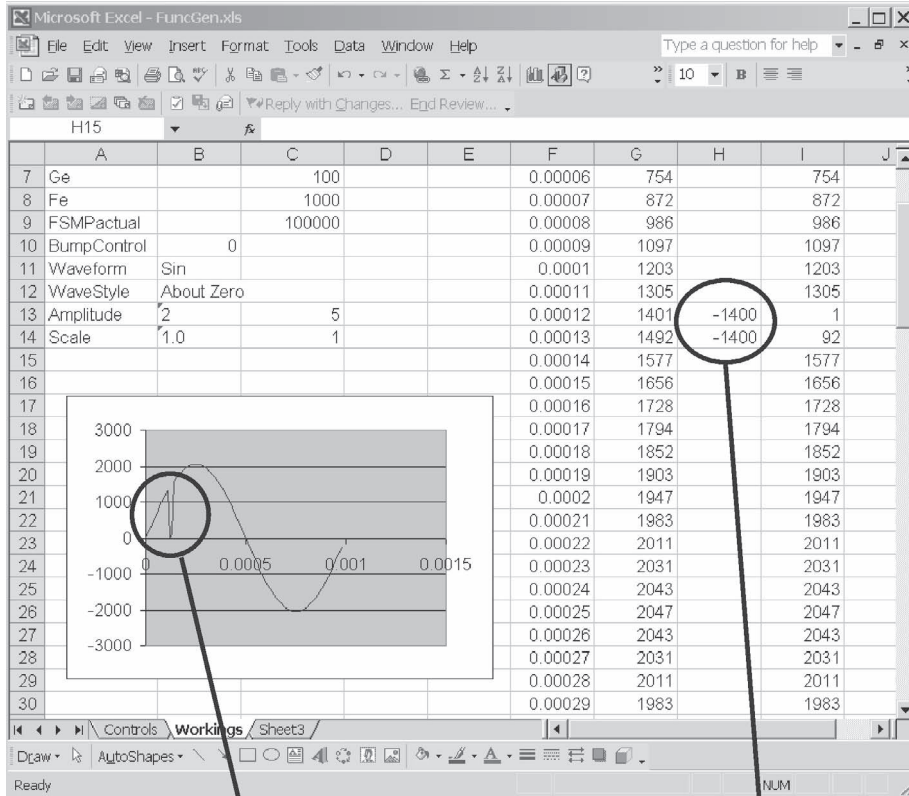 Microsoft Excel - FuncGen.xls
File Edit View Insert Format Tools Data Window Help Type a question for help
10 B
Reply with Changes... End Review...
H15 fx
A B C D E F G H I J
7 Ge 100 0.00006 754 754
8 Fe 1000 0.00007 872 872
9 FSMPactual 100000 0.00008 986 986
10 BumpControl 0 0.00009 1097 1097
11 Waveform Sin 0.0001 1203 1203
12 WaveStyle About Zero 0.00011 1305 1305
13 Amplitude 2 5 0.00012 1401 -1400 1
14 Scale 1.0 1 0.00013 1492 -1400 92
15 0.00014 1577 1577
16 0.00015 1656 1656
17 0.00016 1728 1728
18 0.00017 1794 1794
19 0.00018 1852 1852
20 0.00019 1903 1903
21 0.0002 1947 1947
22 0.00021 1983 1983
23 0.00022 2011 2011
24 0.00023 2031 2031
25 0.00024 2043 2043
26 0.00025 2047 2047
27 0.00026 2043 2043
28 0.00027 2031 2031
29 0.00028 2011 2011
30 0.00029 1983 1983
3000
2000
1000
0
0 0.0005 0.001 0.0015
-1000
-2000
-3000
Controls Workings Sheet3
Draw AutoShapes
Ready NUM